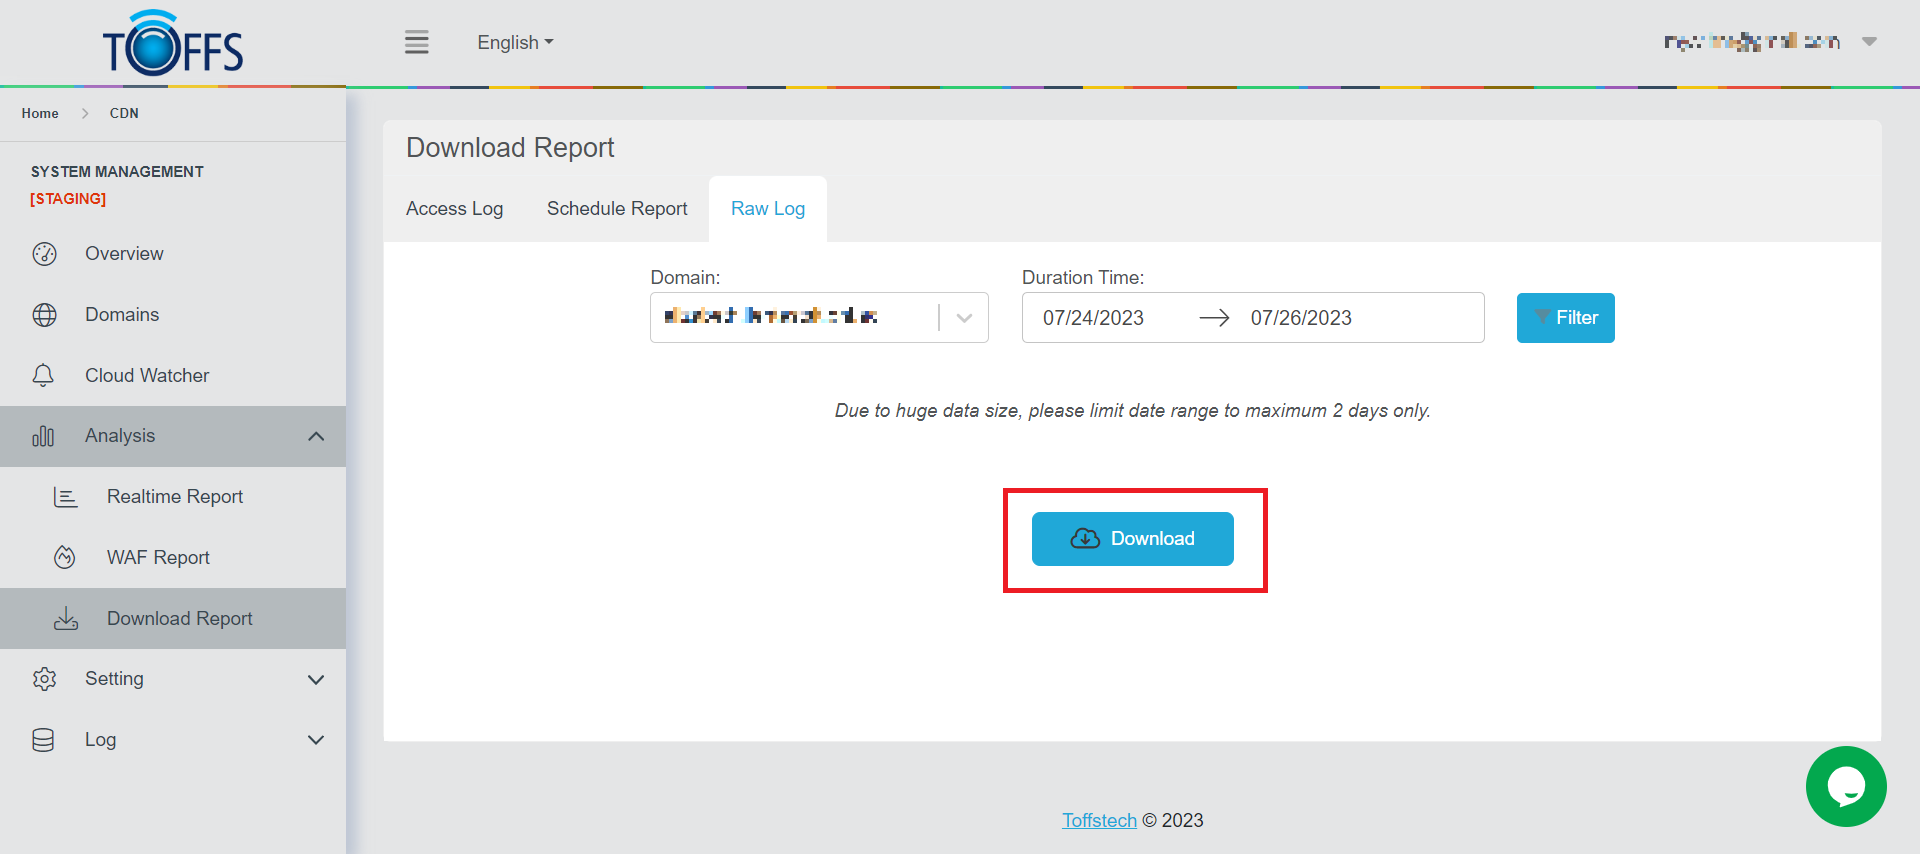 TOFFS
English
Home > CDN
SYSTEM MANAGEMENT
[STAGING]
Overview
Domains
Cloud Watcher
Analysis
Realtime Report
WAF Report
Download Report
Setting
Log
Download Report
Access Log Schedule Report Raw Log
Domain: Duration Time:
07/24/2023 07/26/2023 Filter
Due to huge data size, please limit date range to maximum 2 days only.
Download
Toffstech © 2023